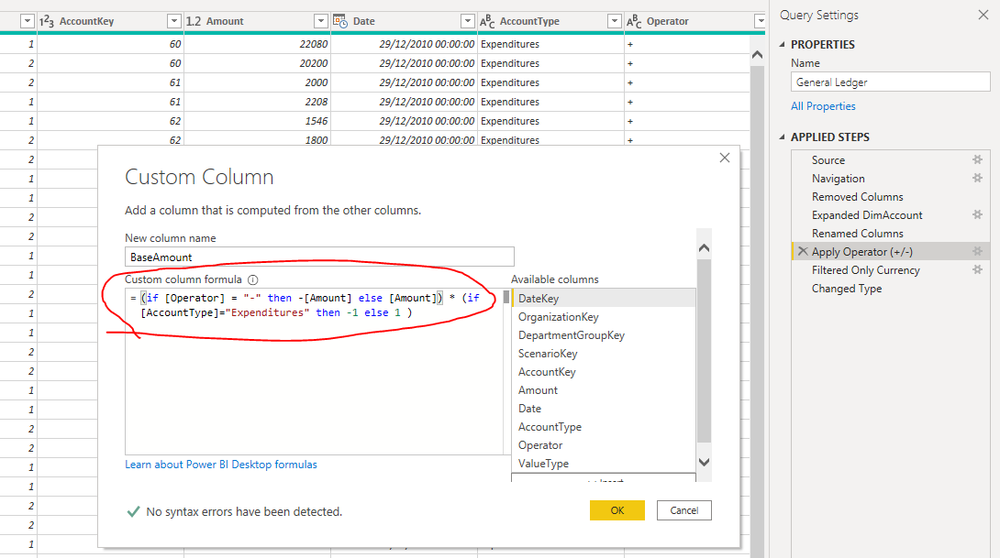 1²3 AccountKey 1.2 Amount Date ABC AccountType ABC Operator
1 60 22080 29/12/2010 00:00:00 Expenditures +
2 60 20200 29/12/2010 00:00:00 Expenditures +
1 61 2000 29/12/2010 00:00:00 Expenditures +
1 61 2208 29/12/2010 00:00:00 Expenditures +
1 62 1546 29/12/2010 00:00:00 Expenditures +
2 62 1800 29/12/2010 00:00:00 Expenditures +
2
1
1
2
2
1
1
2
1
1
2
2
1
1
2
2
1
1
2
2
1
Custom Column
Add a column that is computed from the other columns.
New column name
BaseAmount
Custom column formula
= (if [Operator] = "-" then -[Amount] else [Amount]) * (if
[AccountType]="Expenditures" then -1 else 1 )
Learn about Power BI Desktop formulas
Available columns
DateKey
OrganizationKey
DepartmentGroupKey
ScenarioKey
AccountKey
Amount
Date
AccountType
Operator
ValueType
No syntax errors have been detected.
OK
Cancel
Query Settings
PROPERTIES
Name
General Ledger
All Properties
APPLIED STEPS
Source
Navigation
Removed Columns
Expanded DimAccount
Renamed Columns
Apply Operator (+/-)
Filtered Only Currency
Changed Type